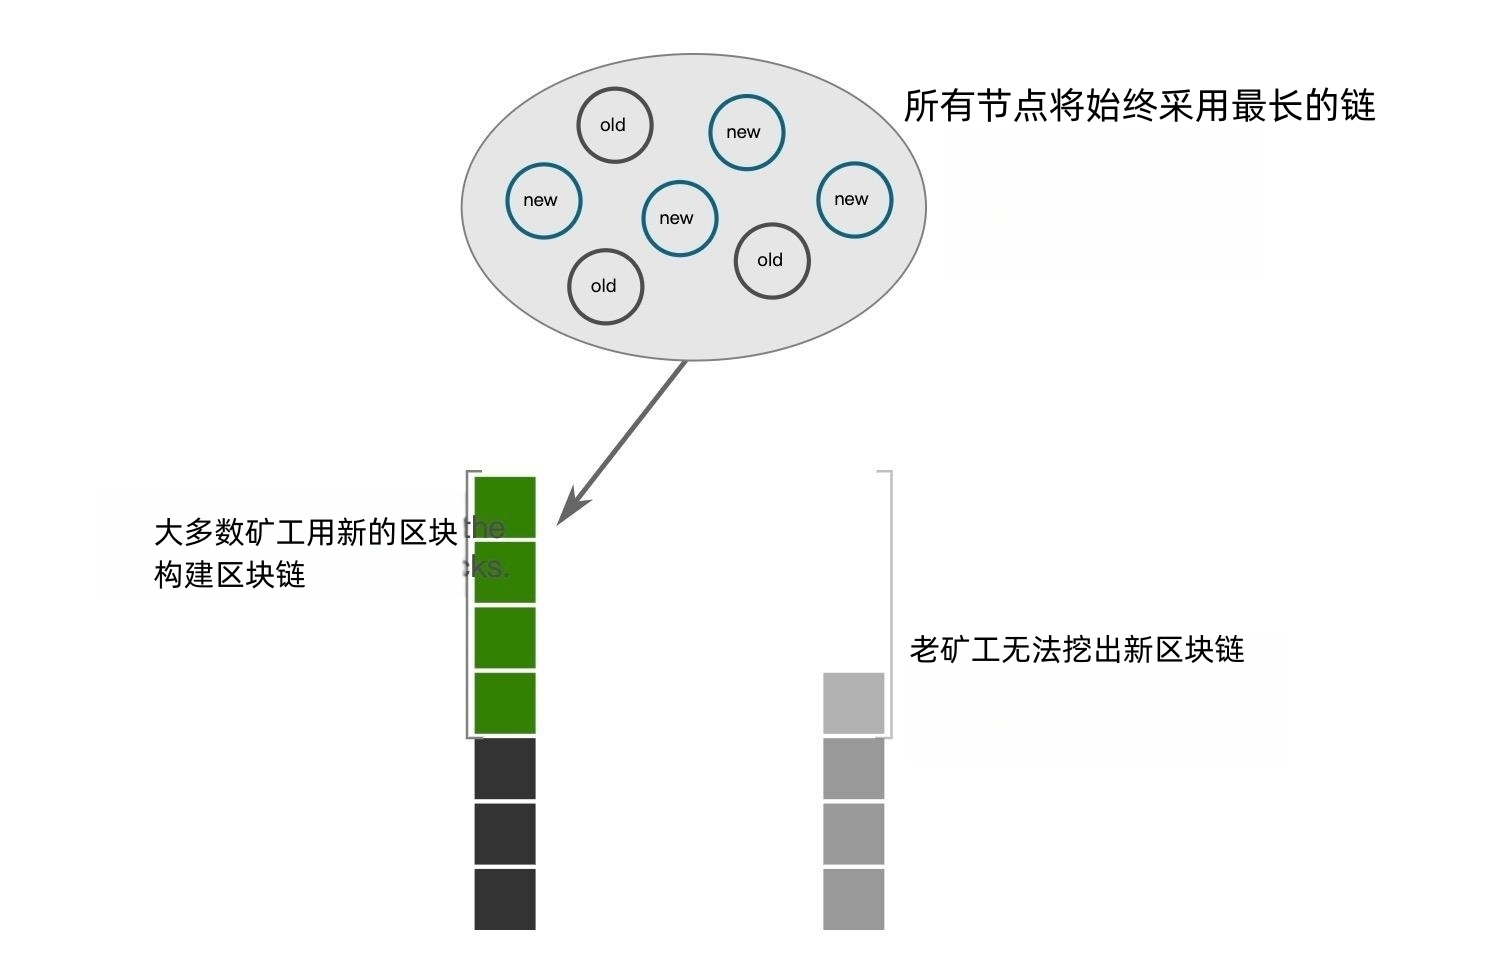 所有节点将始终采用最长的链
old
new
new
new
new
old
old
大多数矿工用新的区块
the
cks.
构建区块链
老矿工无法挖出新区块链